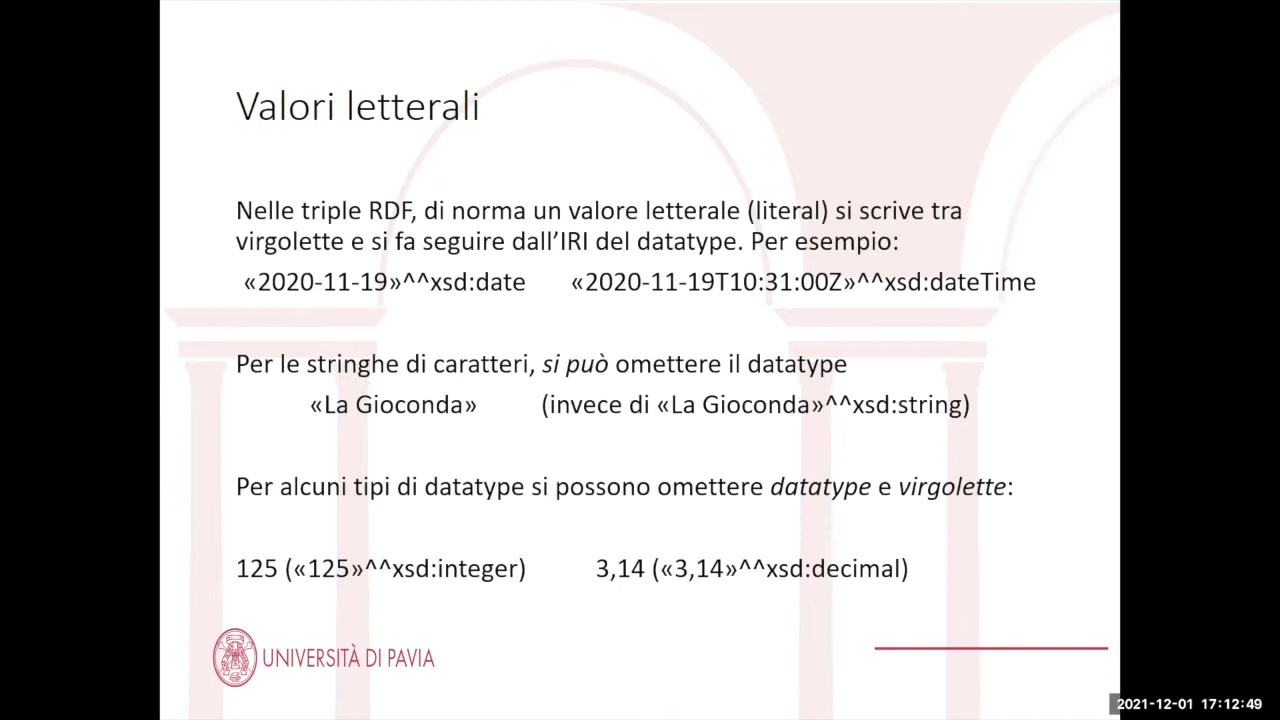 Valori letterali
Nelle triple RDF, di norma un valore letterale (literal) si scrive tra
virgolette e si fa seguire dall’IRI del datatype. Per esempio:
«2020-11-19»^^xsd:date «2020-11-19T10:31:00Z»^^xsd:dateTime
Per le stringhe di caratteri, si può omettere il datatype
«La Gioconda» (invece di «La Gioconda»^^xsd:string)
Per alcuni tipi di datatype si possono omettere datatype e virgolette:
125 («125»^^xsd:integer) 3,14 («3,14»^^xsd:decimal)
UNIVERSITÀ DI PAVIA
2021-12-01 17:12:49